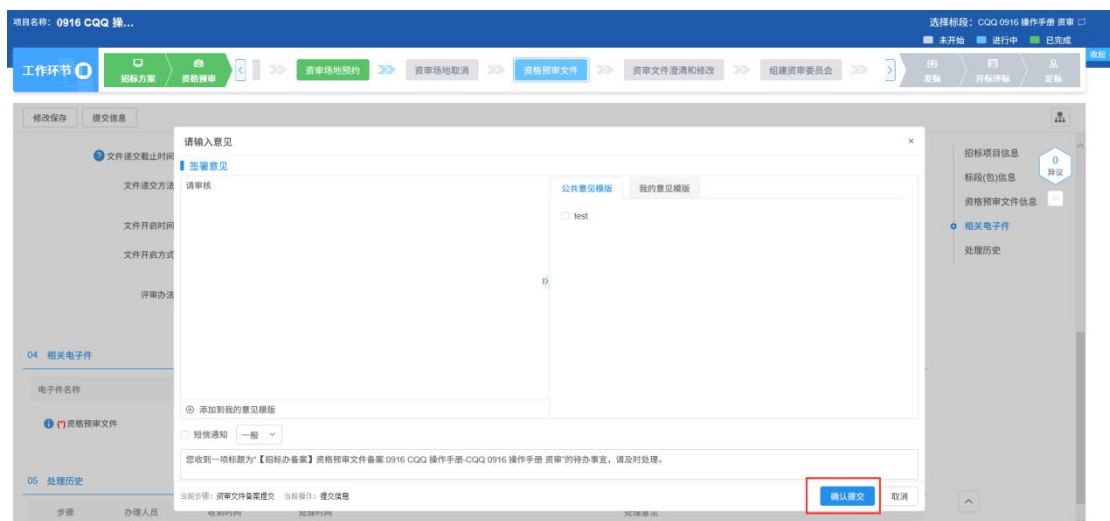 项目名称：0916 CQQ 操... 选择标段：CQQ 0916 操作手册 资审
未开始 进行中 已完成
收起
工作环节 招标方案 资格预审 资审场地预约 资审场地取消 资格预审文件 资审文件澄清和修改 组建资审委员会 发标 开标评标 定标
修改保存 提交信息
请输入意见 ×
签署意见
请审核
公共意见模版 我的意见模版
test
文件递交截止时间
文件递交方法
文件开启时间
文件开启方式
评审办法
04 相关电子件
电子件名称
(*)资格预审文件
05 处理历史
步骤 办理人员 收到时间 处理时间 处理意见
添加到我的意见模版
短信通知 一般
您收到一项标题为“【招标办备案】资格预审文件备案 0916 CQQ 操作手册-CQQ 0916 操作手册 资审”的待办事宜，请及时处理。
当前步骤：资审文件备案提交 当前操作：提交信息
确认提交 取消
招标项目信息
标段(包)信息
资格预审文件信息
相关电子件
处理历史
0
异议